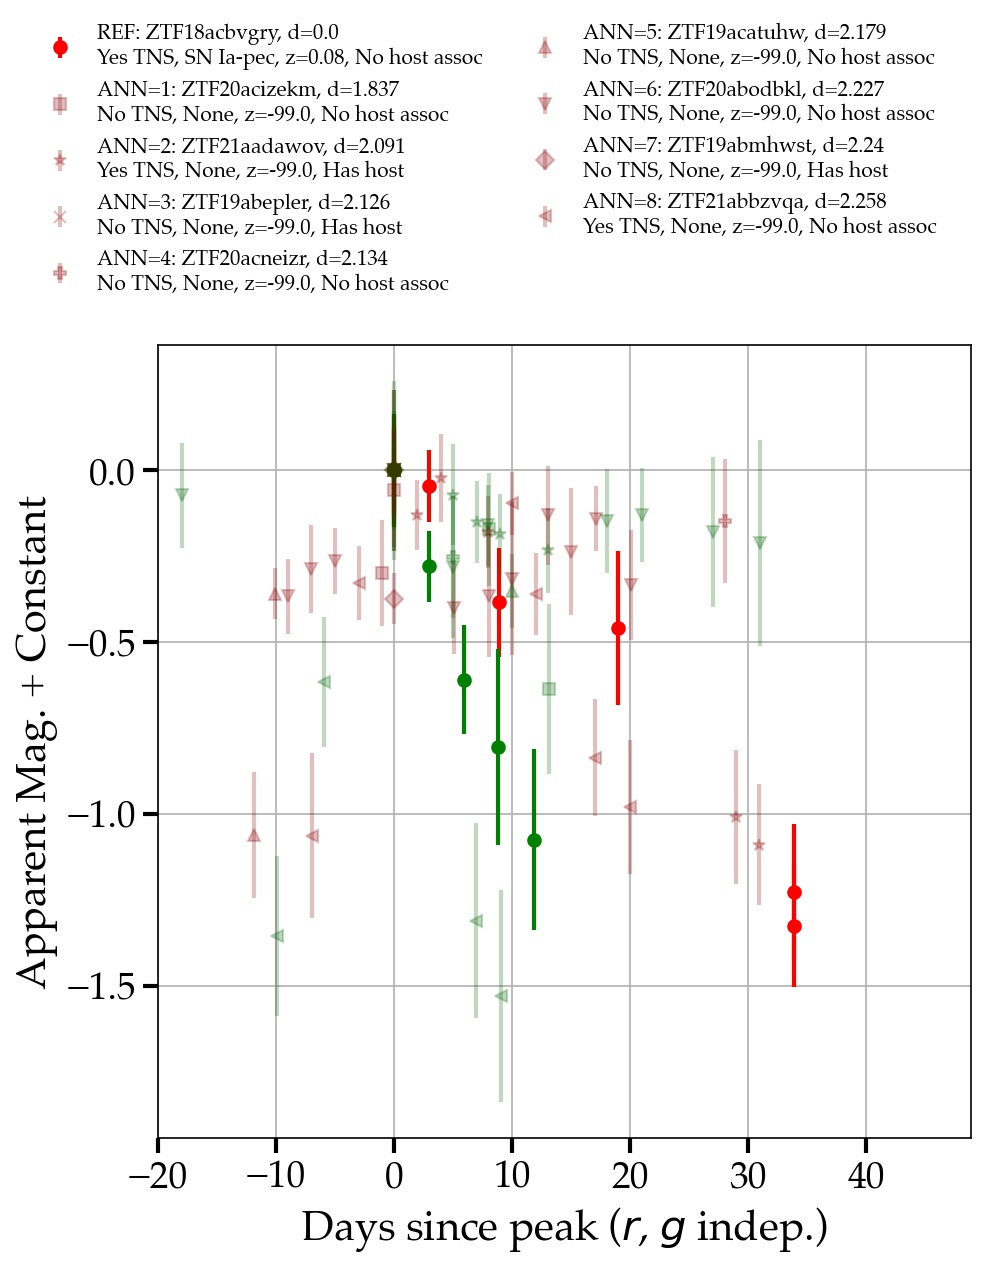 REF: ZTF18acbvgry, d=0.0
Yes TNS, SN Ia-pec, z=0.08, No host assoc
ANN=1: ZTF20acizekm, d=1.837
No TNS, None, z=-99.0, No host assoc
ANN=2: ZTF21aadawov, d=2.091
Yes TNS, None, z=-99.0, Has host
ANN=3: ZTF19abepler, d=2.126
No TNS, None, z=-99.0, Has host
ANN=4: ZTF20acneizr, d=2.134
No TNS, None, z=-99.0, No host assoc
ANN=5: ZTF19acatuhw, d=2.179
No TNS, None, z=-99.0, No host assoc
ANN=6: ZTF20abodbkl, d=2.227
No TNS, None, z=-99.0, No host assoc
ANN=7: ZTF19abmhwst, d=2.24
No TNS, None, z=-99.0, Has host
ANN=8: ZTF21abbzvqa, d=2.258
Yes TNS, None, z=-99.0, No host assoc
Apparent Mag. + Constant
0.0
−0.5
−1.0
−1.5
−20 −10 0 10 20 30 40
Days since peak (r, g indep.)